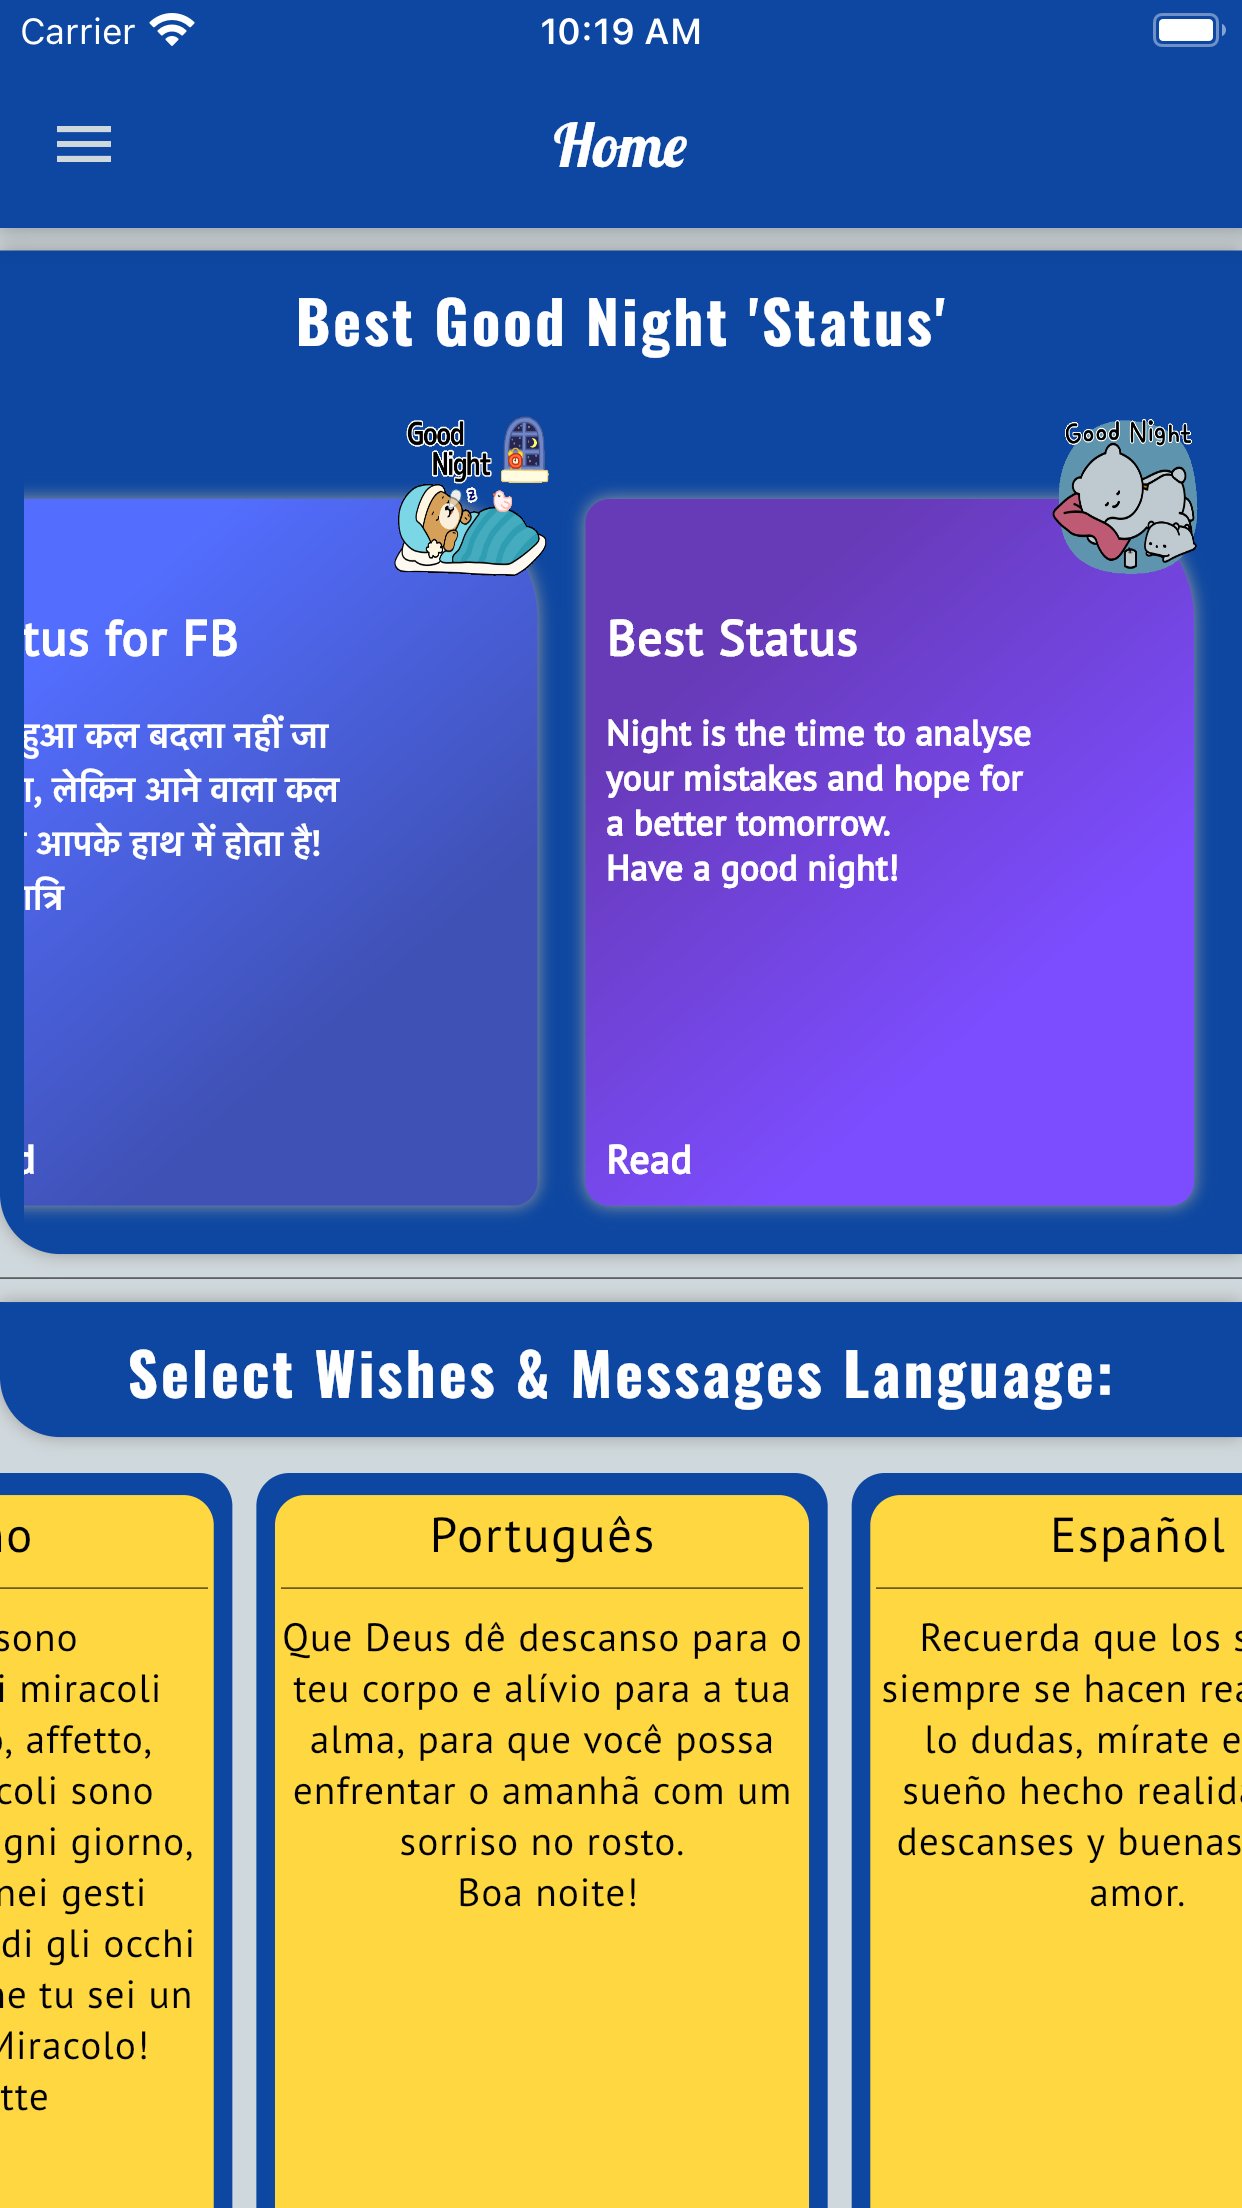 Carrier
10:19 AM
Home
Best Good Night 'Status'
Good
Night
z
Good Night
tus for FB
हुआ कल बदला नहीं जा
लेकिन आने वाला कल
आपके हाथ में होता है!
Best Status
Night is the time to analyse
your mistakes and hope for
a better tomorrow.
Have a good night!
Read
Select Wishes & Messages Language:
sono
i miracoli
, affetto,
coli sono
gni giorno,
nei gesti
di gli occhi
ne tu sei un
Miracolo!
tte
Português
Que Deus dê descanso para o
teu corpo e alívio para a tua
alma, para que você possa
enfrentar o amanhã com um
sorriso no rosto.
Boa noite!
Español
Recuerda que los s
siempre se hacen rea
lo dudas, mírate e
sueño hecho realida
descanses y buenas
amor.